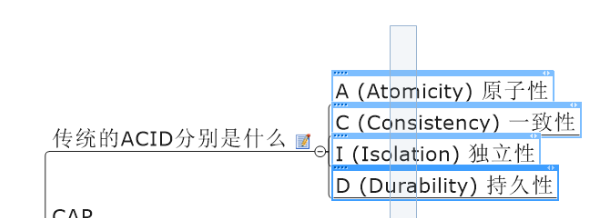 传统的ACID分别是什么
A (Atomicity) 原子性
C (Consistency) 一致性
I (Isolation) 独立性
D (Durability) 持久性
CAP